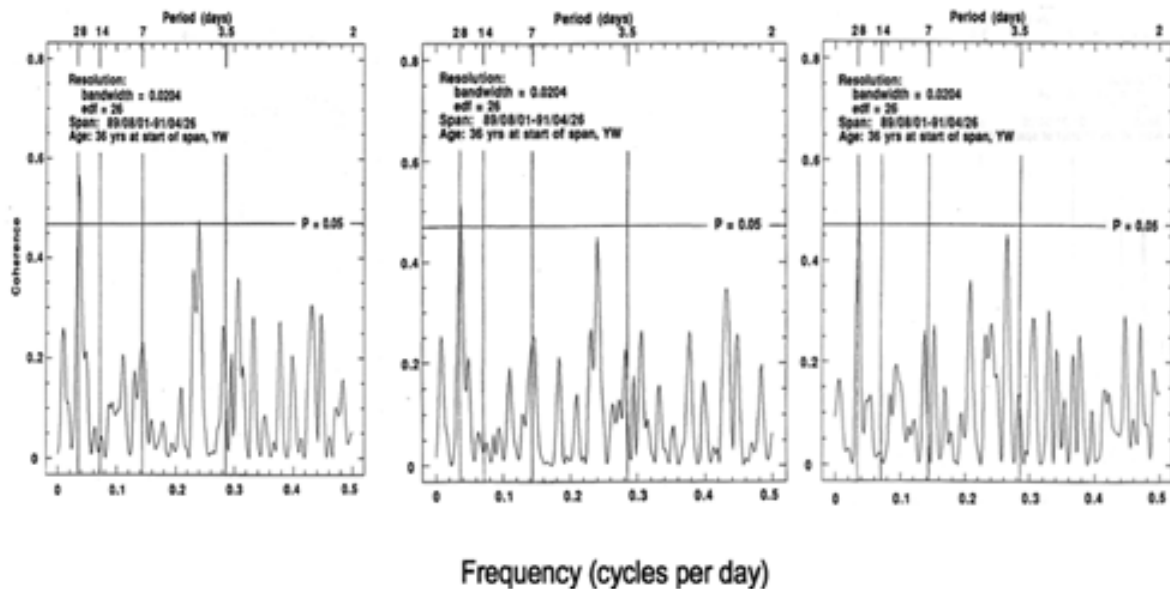 Period (days)
28 14 7 3.5 2
0.8
Resolution:
bandwidth = 0.0204
edf = 26
Span: 89/08/01-91/04/26
Age: 36 yrs at start of span, YW
0.6
P = 0.05
0.4
Coherence
0.2
0
0 0.1 0.2 0.3 0.4 0.5
Period (days)
28 14 7 3.5 2
0.8
Resolution:
bandwidth = 0.0204
edf = 26
Span: 89/08/01-91/04/26
Age: 36 yrs at start of span, YW
0.6
P = 0.05
0.4
0.2
0
0 0.1 0.2 0.3 0.4 0.5
Period (days)
28 14 7 3.5 2
0.8
Resolution:
bandwidth = 0.0204
edf = 26
Span: 89/08/01-91/04/26
Age: 36 yrs at start of span, YW
0.6
P = 0.05
0.4
0.2
0
0 0.1 0.2 0.3 0.4 0.5
Frequency (cycles per day)